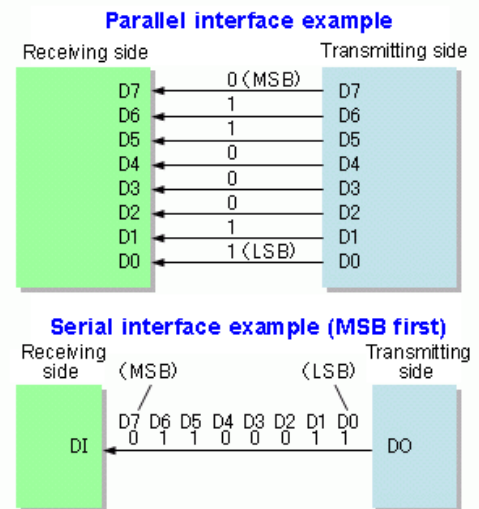 Parallel interface example
Receiving side Transmitting side
D7 0(MSB) D7
D6 1 D6
D5 1 D5
D4 0 D4
D3 0 D3
D2 0 D2
D1 1 D1
D0 1(LSB) D0
Serial interface example (MSB first)
Receiving side
Transmitting side
(MSB) (LSB)
D7 D6 D5 D4 D3 D2 D1 D0
0 1 1 0 0 0 1 1
DI DO